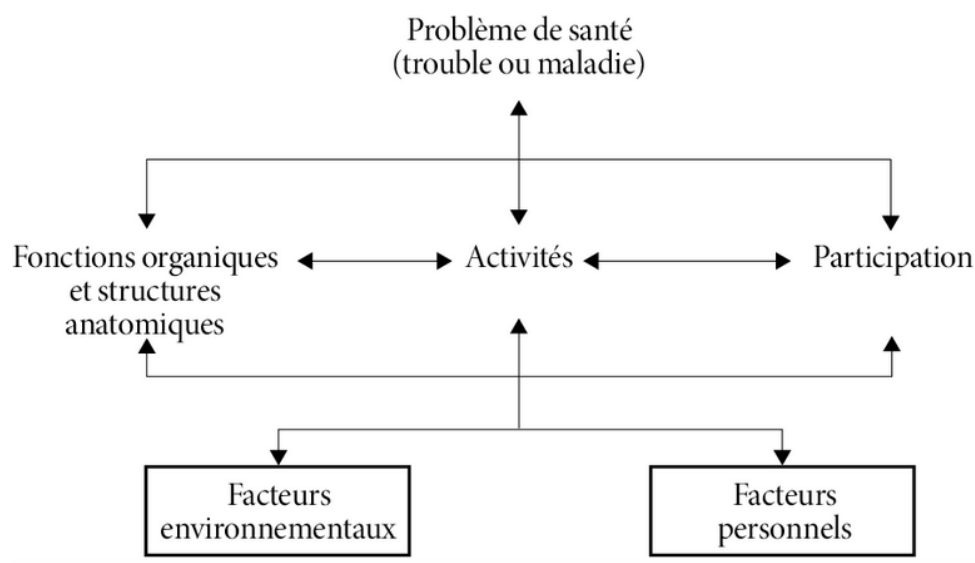 Problème de santé
(trouble ou maladie)
Fonctions organiques
et structures
anatomiques
Activités
Participation
Facteurs
environnementaux
Facteurs
personnels